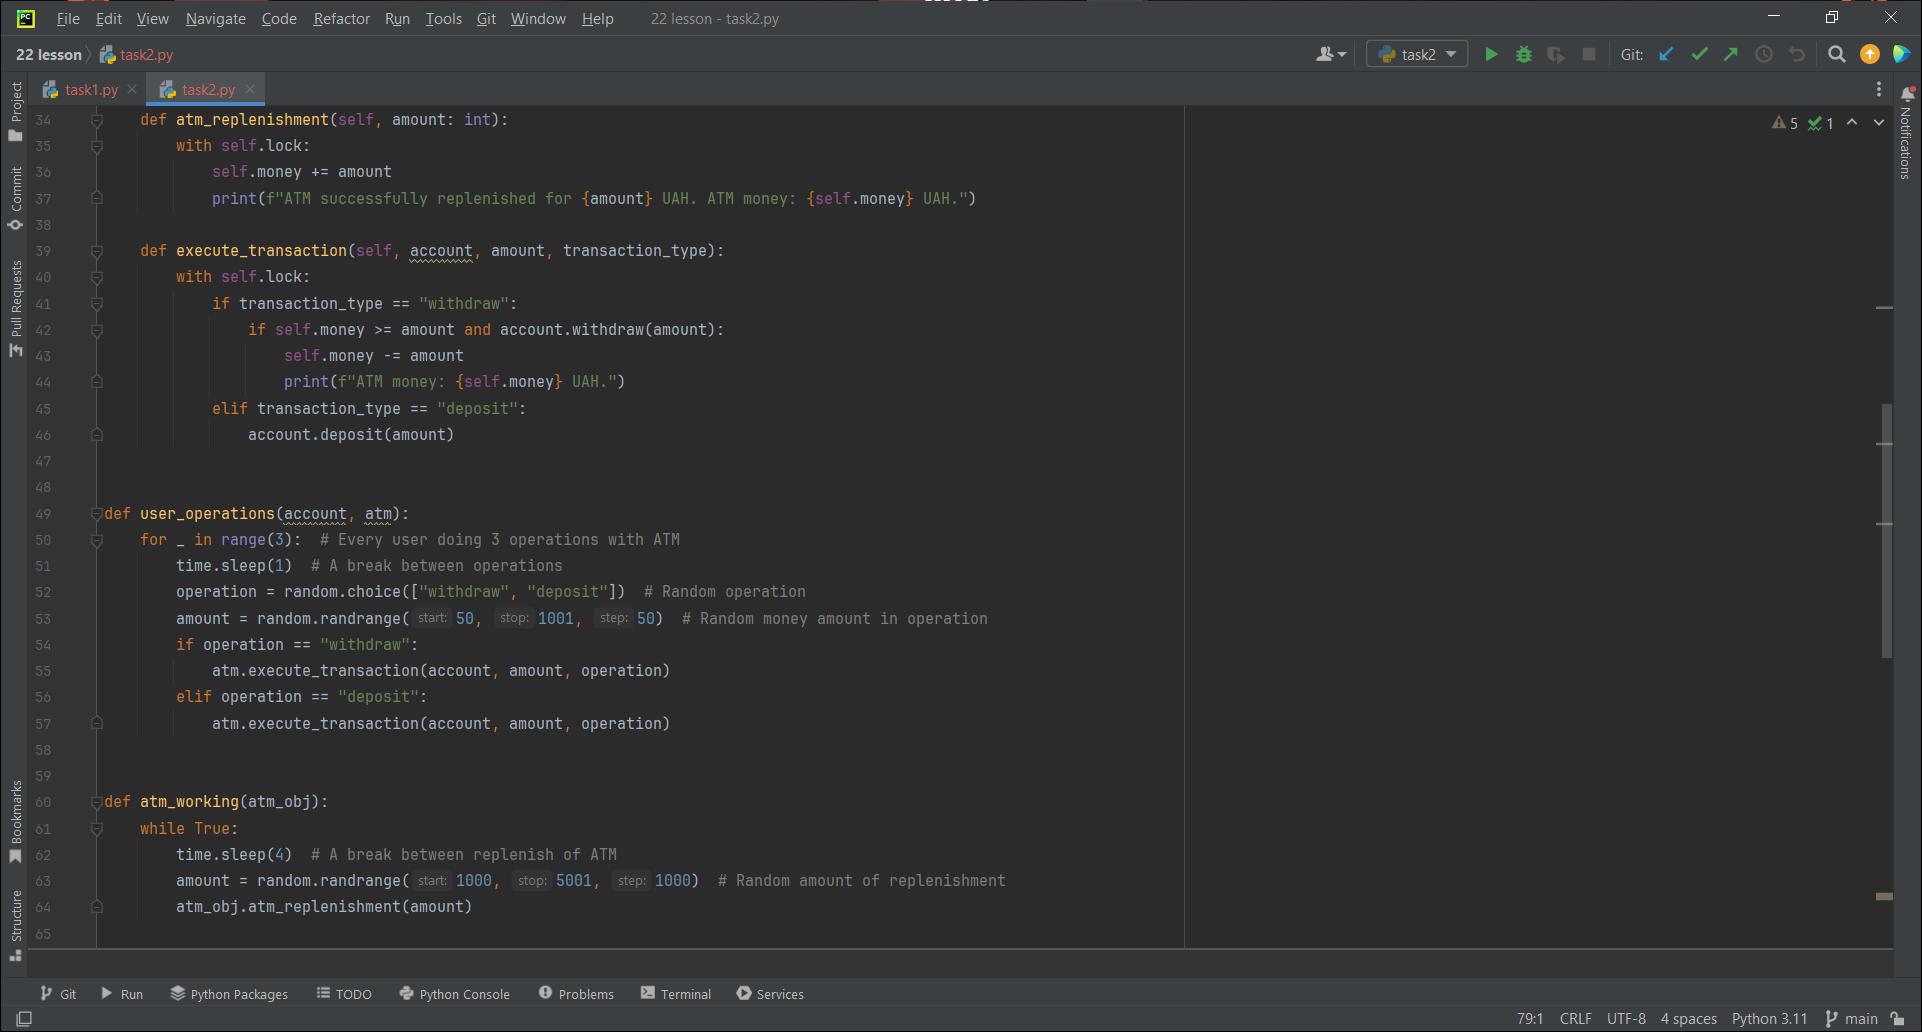 PC File Edit View Navigate Code Refactor Run Tools Git Window Help 22 lesson - task2.py
22 lesson task2.py task2 Git:
task1.py task2.py
Project
Commit
Pull Requests
Bookmarks
Structure
Notifications
5 1
34 def atm_replenishment(self, amount: int):
35 with self.lock:
36 self.money += amount
37 print(f"ATM successfully replenished for {amount} UAH. ATM money: {self.money} UAH.")
38
39 def execute_transaction(self, account, amount, transaction_type):
40 with self.lock:
41 if transaction_type == "withdraw":
42 if self.money >= amount and account.withdraw(amount):
43 self.money -= amount
44 print(f"ATM money: {self.money} UAH.")
45 elif transaction_type == "deposit":
46 account.deposit(amount)
47
48
49 def user_operations(account, atm):
50 for _ in range(3):  # Every user doing 3 operations with ATM
51 time.sleep(1)  # A break between operations
52 operation = random.choice(["withdraw", "deposit"])  # Random operation
53 amount = random.randrange( start: 50, stop: 1001, step: 50)  # Random money amount in operation
54 if operation == "withdraw":
55 atm.execute_transaction(account, amount, operation)
56 elif operation == "deposit":
57 atm.execute_transaction(account, amount, operation)
58
59
60 def atm_working(atm_obj):
61 while True:
62 time.sleep(4)  # A break between replenish of ATM
63 amount = random.randrange( start: 1000, stop: 5001, step: 1000)  # Random amount of replenishment
64 atm_obj.atm_replenishment(amount)
65
Git Run Python Packages TODO Python Console Problems Terminal Services
79:1 CRLF UTF-8 4 spaces Python 3.11 main